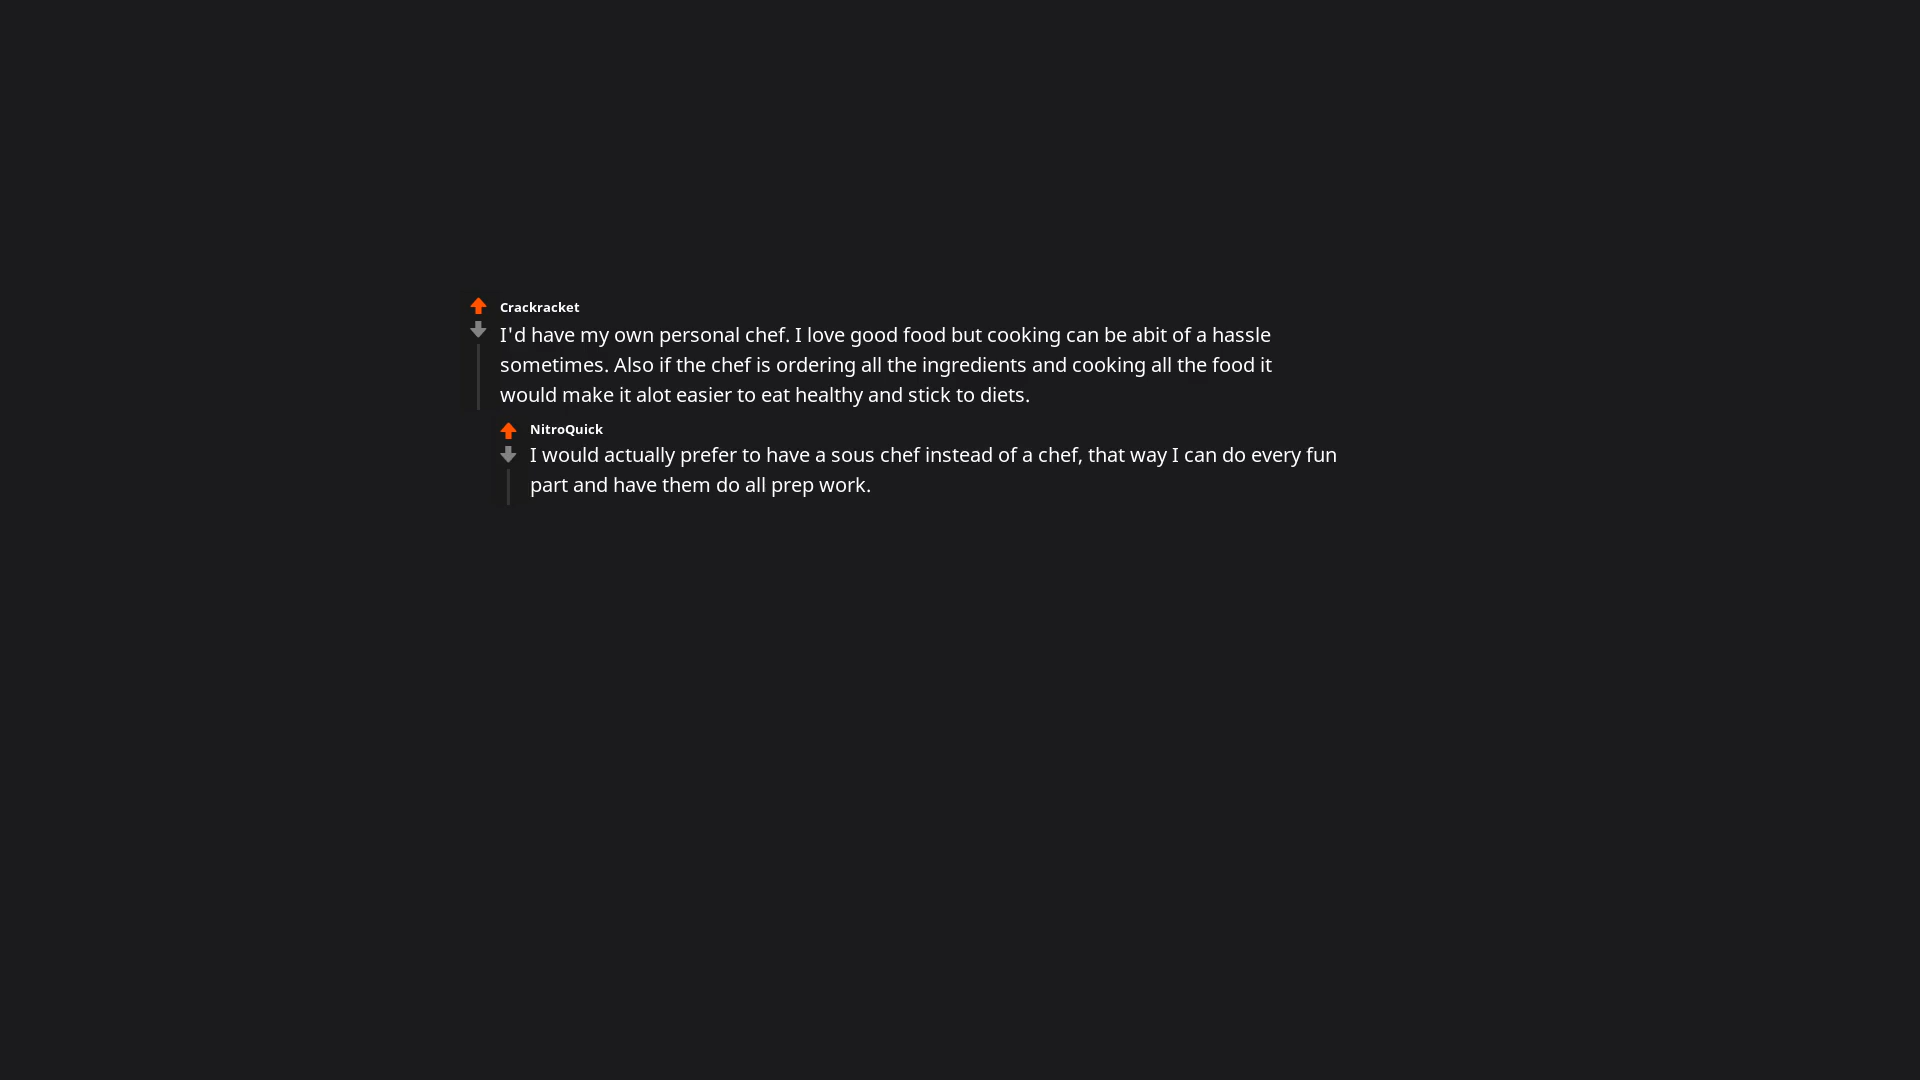 Crackracket
I'd have my own personal chef. I love good food but cooking can be abit of a hassle
sometimes. Also if the chef is ordering all the ingredients and cooking all the food it
would make it alot easier to eat healthy and stick to diets.
NitroQuick
I would actually prefer to have a sous chef instead of a chef, that way I can do every fun
part and have them do all prep work.